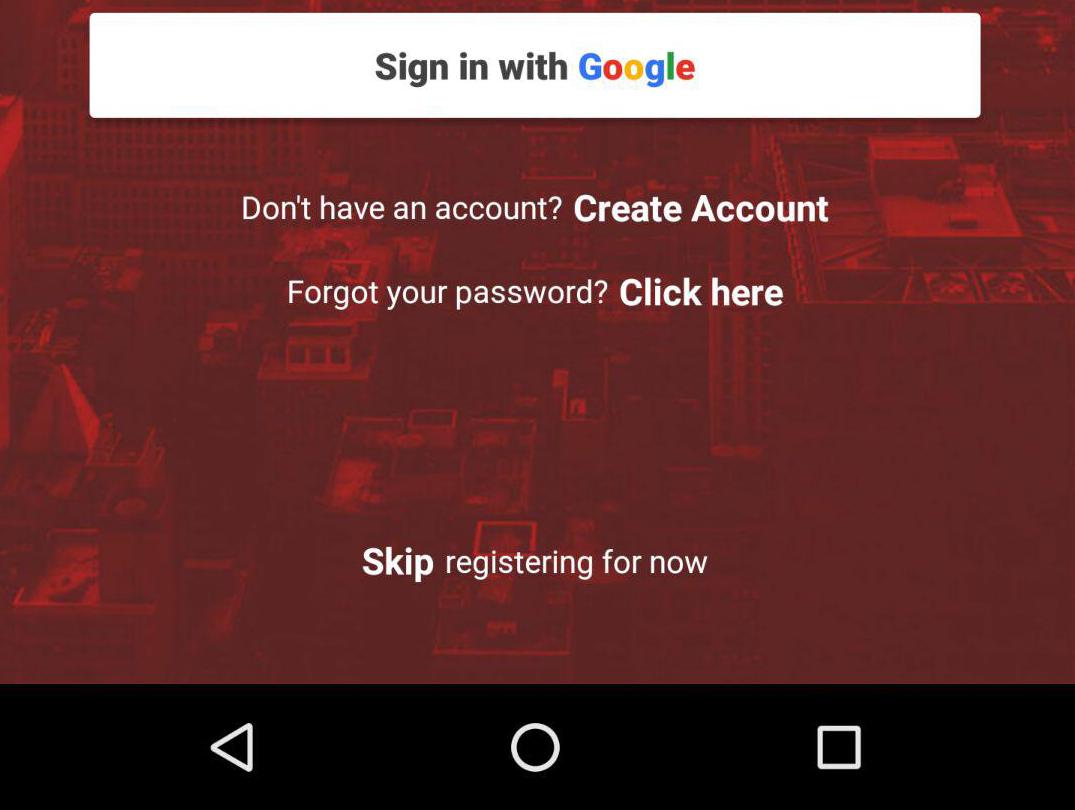 Sign in with Google
Don't have an account? Create Account
Forgot your password? Click here
Skip registering for now